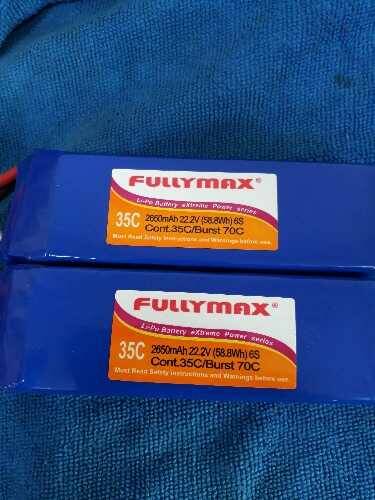 FULLYMAX®
Li-Po Battery eXtreme Power series
35C
2650mAh 22.2V (58.8Wh) 6S
Cont.35C/Burst 70C
Must Read Safety Instructions and Warnings before use.
FULLYMAX®
Li-Po Battery eXtreme Power series
35C
2650mAh 22.2V (58.8Wh) 6S
Cont.35C/Burst 70C
Must Read Safety Instructions and Warnings before use.